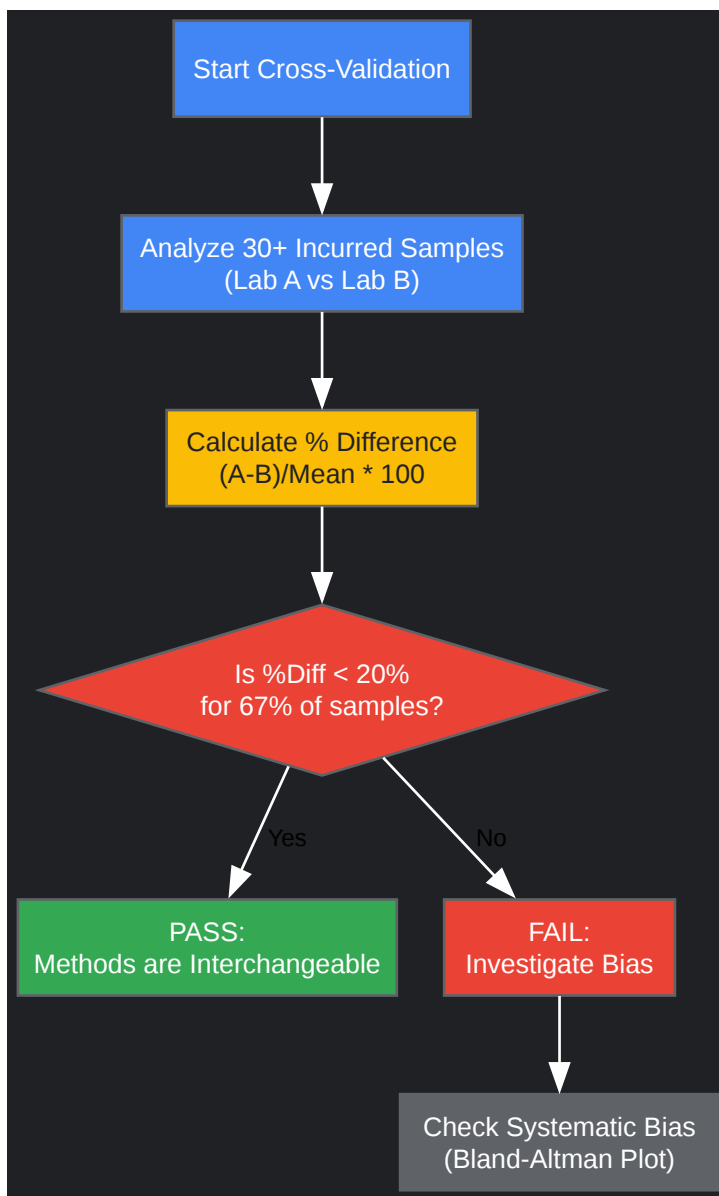 Start Cross-Validation
Analyze 30+ Incurred Samples
(Lab A vs Lab B)
Calculate % Difference
(A-B)/Mean * 100
Is %Diff < 20%
for 67% of samples?
Yes
No
PASS:
Methods are Interchangeable
FAIL:
Investigate Bias
Check Systematic Bias
(Bland-Altman Plot)